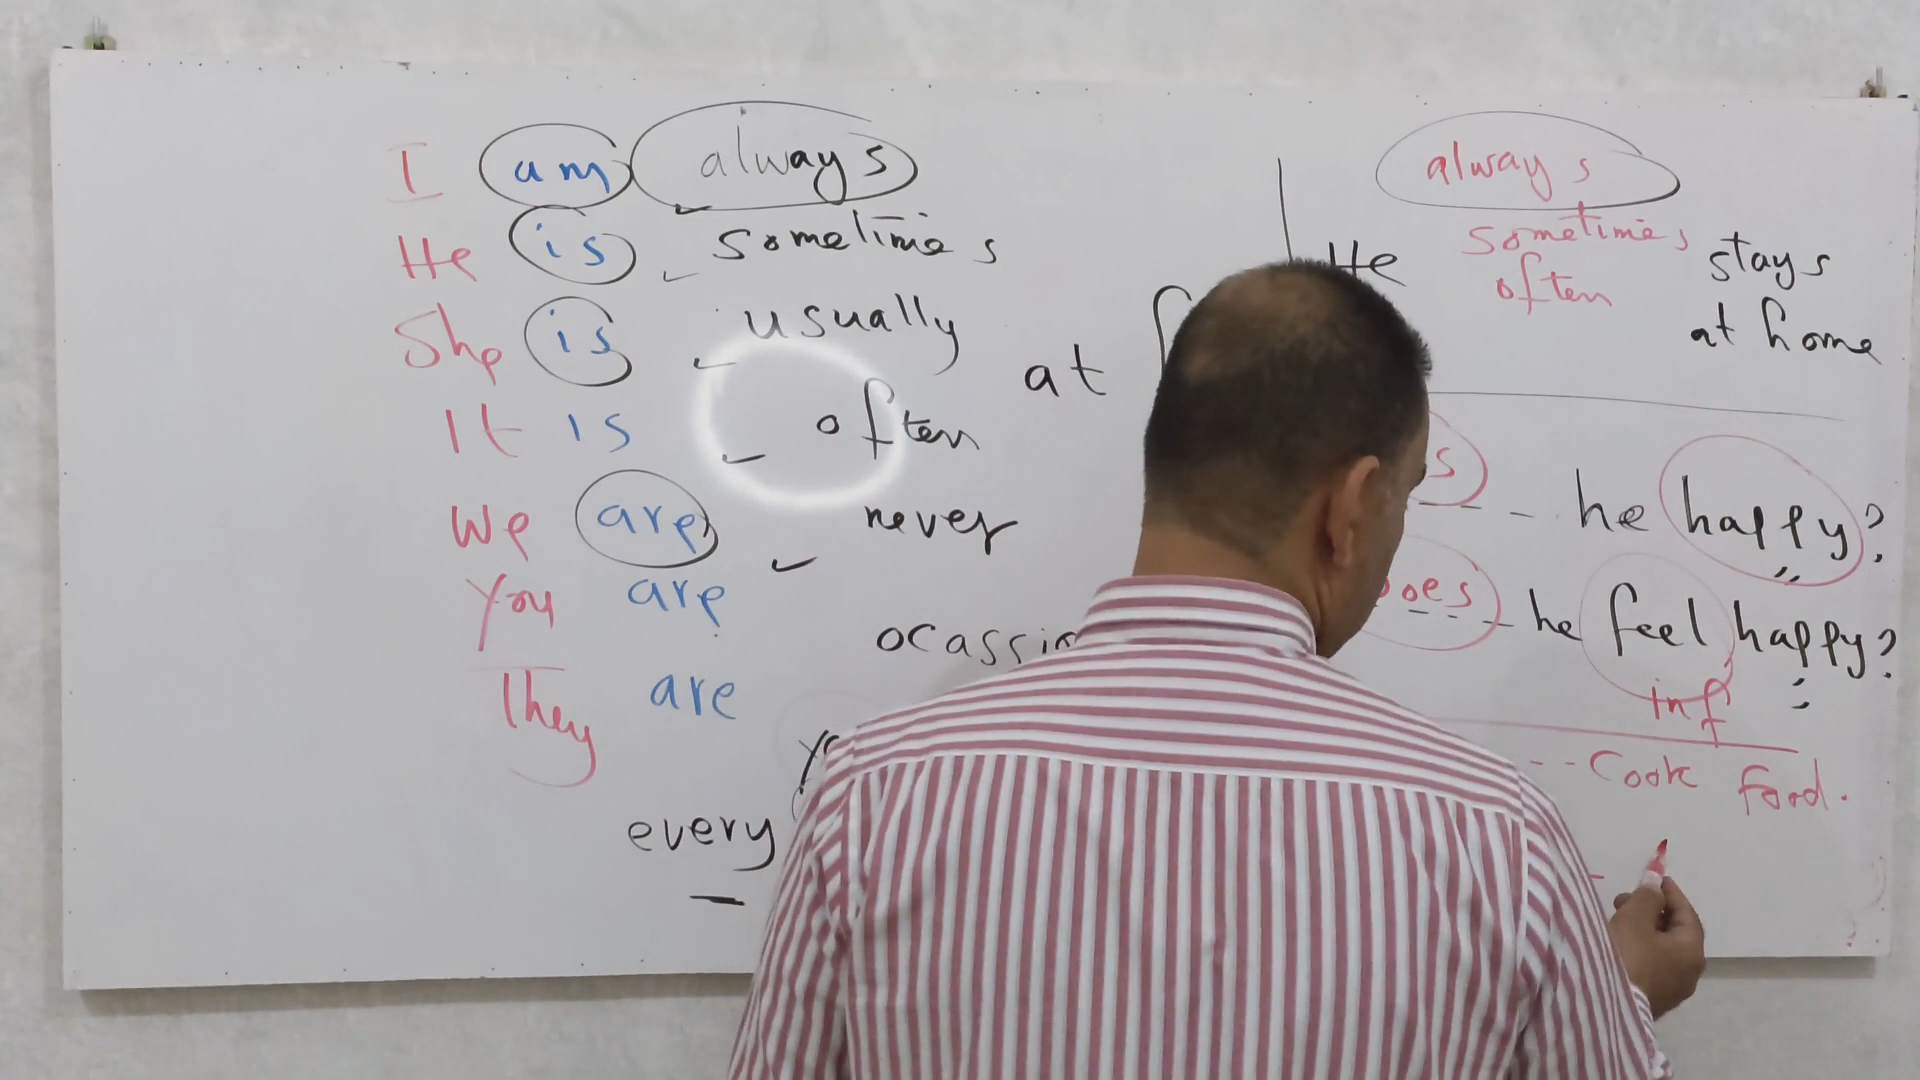 I am always
He is sometimes
She is usually
It is often
at
We are never
You are
ocassi
They are
every
always
sometimes
often
He stays
at home
s he happy?
oes he feel happy?
inf
Cook Food.